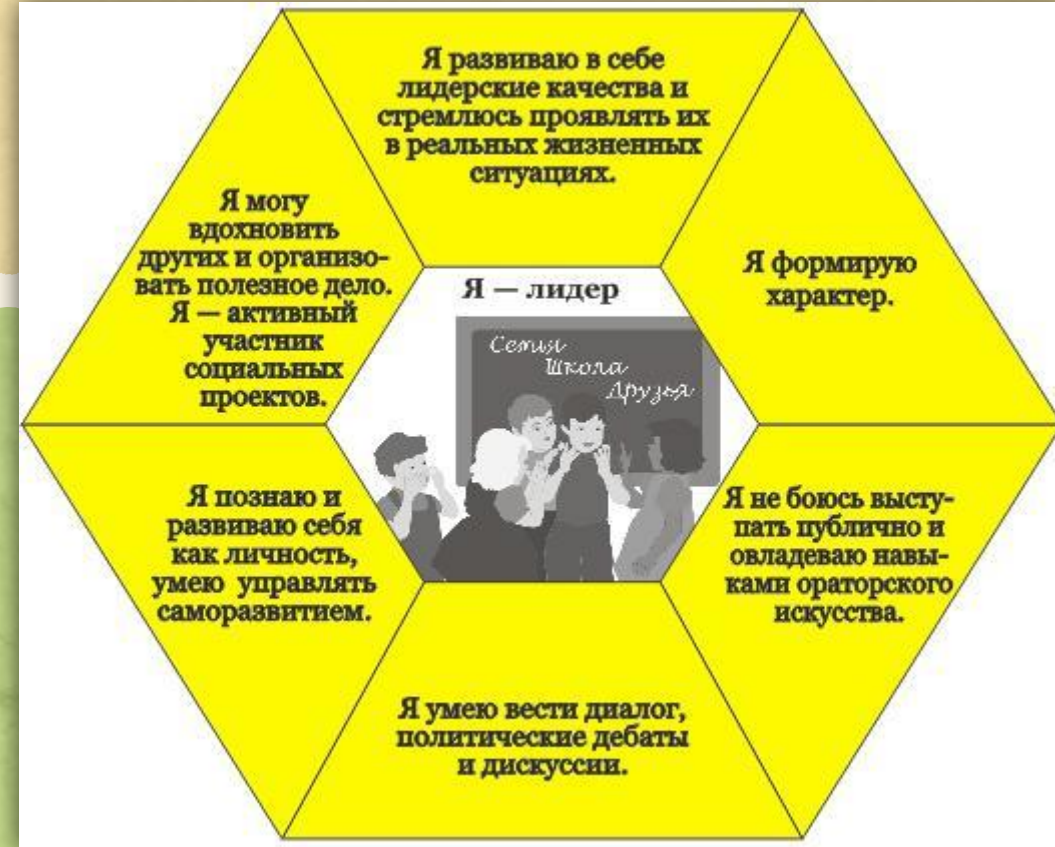 Я развиваю в себе
лидерские качества и
стремлюсь проявлять их
в реальных жизненных
ситуациях.
Я могу
вдохновить
других и организо-
вать полезное дело.
Я — активный
участник
социальных
проектов.
Я формирую
характер.
Я — лидер
Семья
Школа
Друзья
Я познаю и
развиваю себя
как личность,
умею управлять
саморазвитием.
Я не боюсь высту-
пать публично и
овладеваю навы-
ками ораторского
искусства.
Я умею вести диалог,
политические дебаты
и дискуссии.